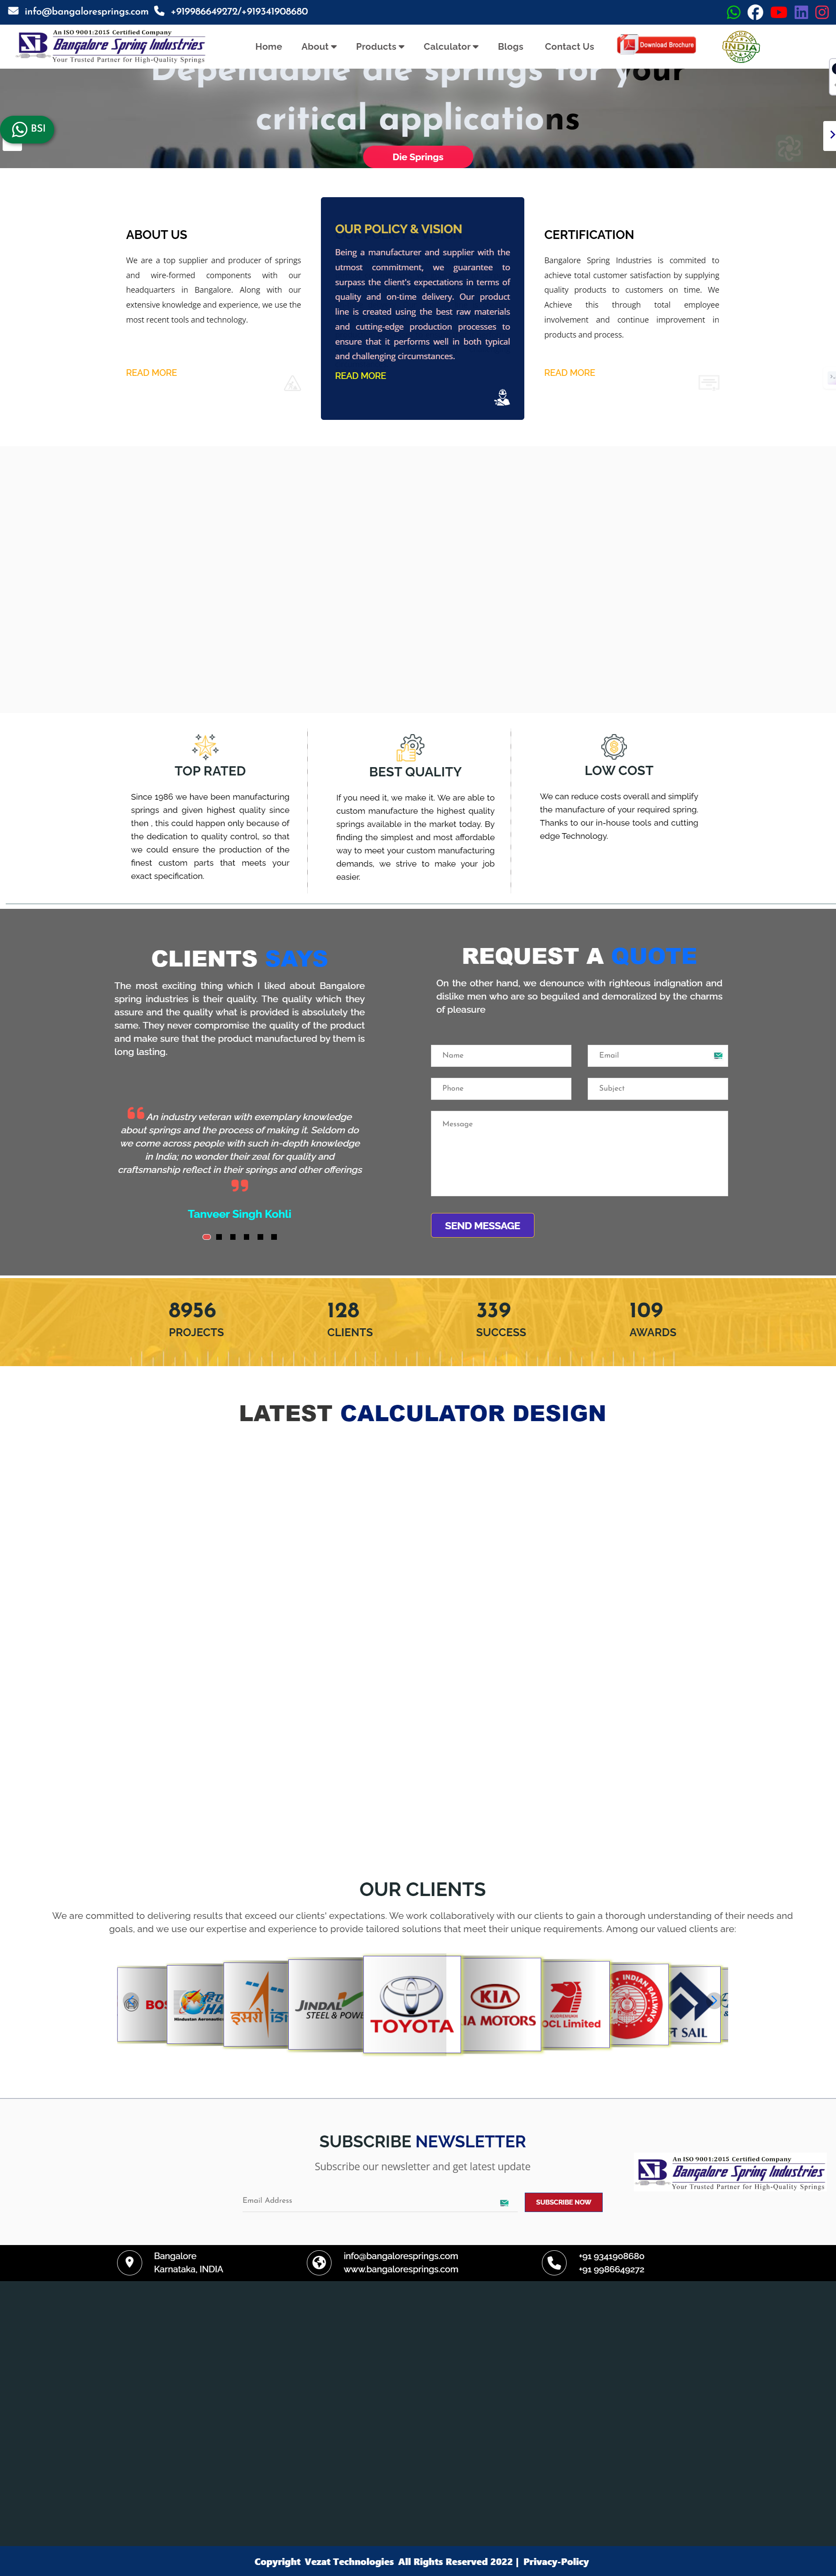 info@bangaloresprings.com +919986649272/+919341908680
An ISO 9001:2015 Certified Company
Bangalore Spring Industries
Your Trusted Partner for High-Quality Springs
Home About Products Calculator Blogs Contact Us Download Brochure
INDIA
Dependable die springs for your
critical applications
BSI
Die Springs
ABOUT US
We are a top supplier and producer of springs
and wire-formed components with our
headquarters in Bangalore. Along with our
extensive knowledge and experience, we use the
most recent tools and technology.
READ MORE
OUR POLICY & VISION
Being a manufacturer and supplier with the
utmost commitment, we guarantee to
surpass the client's expectations in terms of
quality and on-time delivery. Our product
line is created using the best raw materials
and cutting-edge production processes to
ensure that it performs well in both typical
and challenging circumstances.
READ MORE
CERTIFICATION
Bangalore Spring Industries is commited to
achieve total customer satisfaction by supplying
quality products to customers on time. We
Achieve this through total employee
involvement and continue improvement in
products and process.
READ MORE
TOP RATED
Since 1986 we have been manufacturing
springs and given highest quality since
then , this could happen only because of
the dedication to quality control, so that
we could ensure the production of the
finest custom parts that meets your
exact specification.
BEST QUALITY
If you need it, we make it. We are able to
custom manufacture the highest quality
springs available in the market today. By
finding the simplest and most affordable
way to meet your custom manufacturing
demands, we strive to make your job
easier.
LOW COST
We can reduce costs overall and simplify
the manufacture of your required spring.
Thanks to our in-house tools and cutting
edge Technology.
CLIENTS SAYS
The most exciting thing which I liked about Bangalore
spring industries is their quality. The quality which they
assure and the quality what is provided is absolutely the
same. They never compromise the quality of the product
and make sure that the product manufactured by them is
long lasting.
An industry veteran with exemplary knowledge
about springs and the process of making it. Seldom do
we come across people with such in-depth knowledge
in India; no wonder their zeal for quality and
craftsmanship reflect in their springs and other offerings
Tanveer Singh Kohli
REQUEST A QUOTE
On the other hand, we denounce with righteous indignation and
dislike men who are so beguiled and demoralized by the charms
of pleasure
Name Email
Phone Subject
Message
SEND MESSAGE
8956 128 339 109
PROJECTS CLIENTS SUCCESS AWARDS
LATEST CALCULATOR DESIGN
OUR CLIENTS
We are committed to delivering results that exceed our clients' expectations. We work collaboratively with our clients to gain a thorough understanding of their needs and
goals, and we use our expertise and experience to provide tailored solutions that meet their unique requirements. Among our valued clients are:
BOS
Hindustan Aeronautics
इसरो
JINDAL
STEEL & POWER
TOYOTA
KIA
KIA MOTORS
OCL Limited
INDIAN RAILWAYS
SAIL
SUBSCRIBE NEWSLETTER
Subscribe our newsletter and get latest update
Email Address SUBSCRIBE NOW
An ISO 9001:2015 Certified Company
Bangalore Spring Industries
Your Trusted Partner for High-Quality Springs
Bangalore
Karnataka, INDIA
info@bangaloresprings.com
www.bangaloresprings.com
+91 9341908680
+91 9986649272
Copyright Vezat Technologies All Rights Reserved 2022 | Privacy-Policy